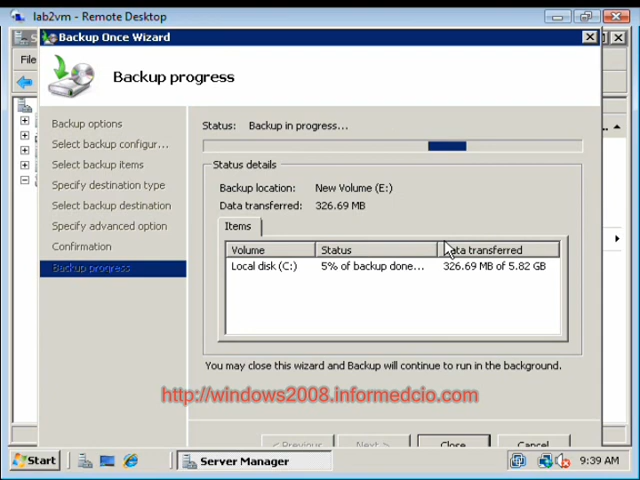 lab2vm - Remote Desktop
Backup Once Wizard
File
Backup progress
Backup options
Select backup configur...
Select backup items
Specify destination type
Select backup destination
Specify advanced option
Confirmation
Backup progress
Status: Backup in progress...
Status details
Backup location: New Volume (E:)
Data transferred: 326.69 MB
Items
Volume Status Data transferred
Local disk (C:) 5% of backup done... 326.69 MB of 5.82 GB
You may close this wizard and Backup will continue to run in the background.
http://windows2008.informedcio.com
< Previous Next > Close Cancel
Start Server Manager 9:39 AM